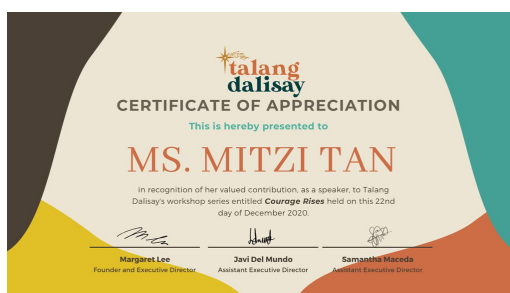 talang
dalisay
CERTIFICATE OF APPRECIATION
This is hereby presented to
MS. MITZI TAN
in recognition of her valued contribution, as a speaker, to Talang
Dalisay's workshop series entitled Courage Rises held on this 22nd
day of December 2020.
Margaret Lee Javi Del Mundo Samantha Maceda
Founder and Executive Director Assistant Executive Director Assistant Executive Director